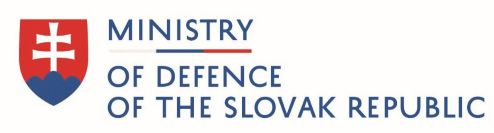 MINISTRY
OF DEFENCE
OF THE SLOVAK REPUBLIC